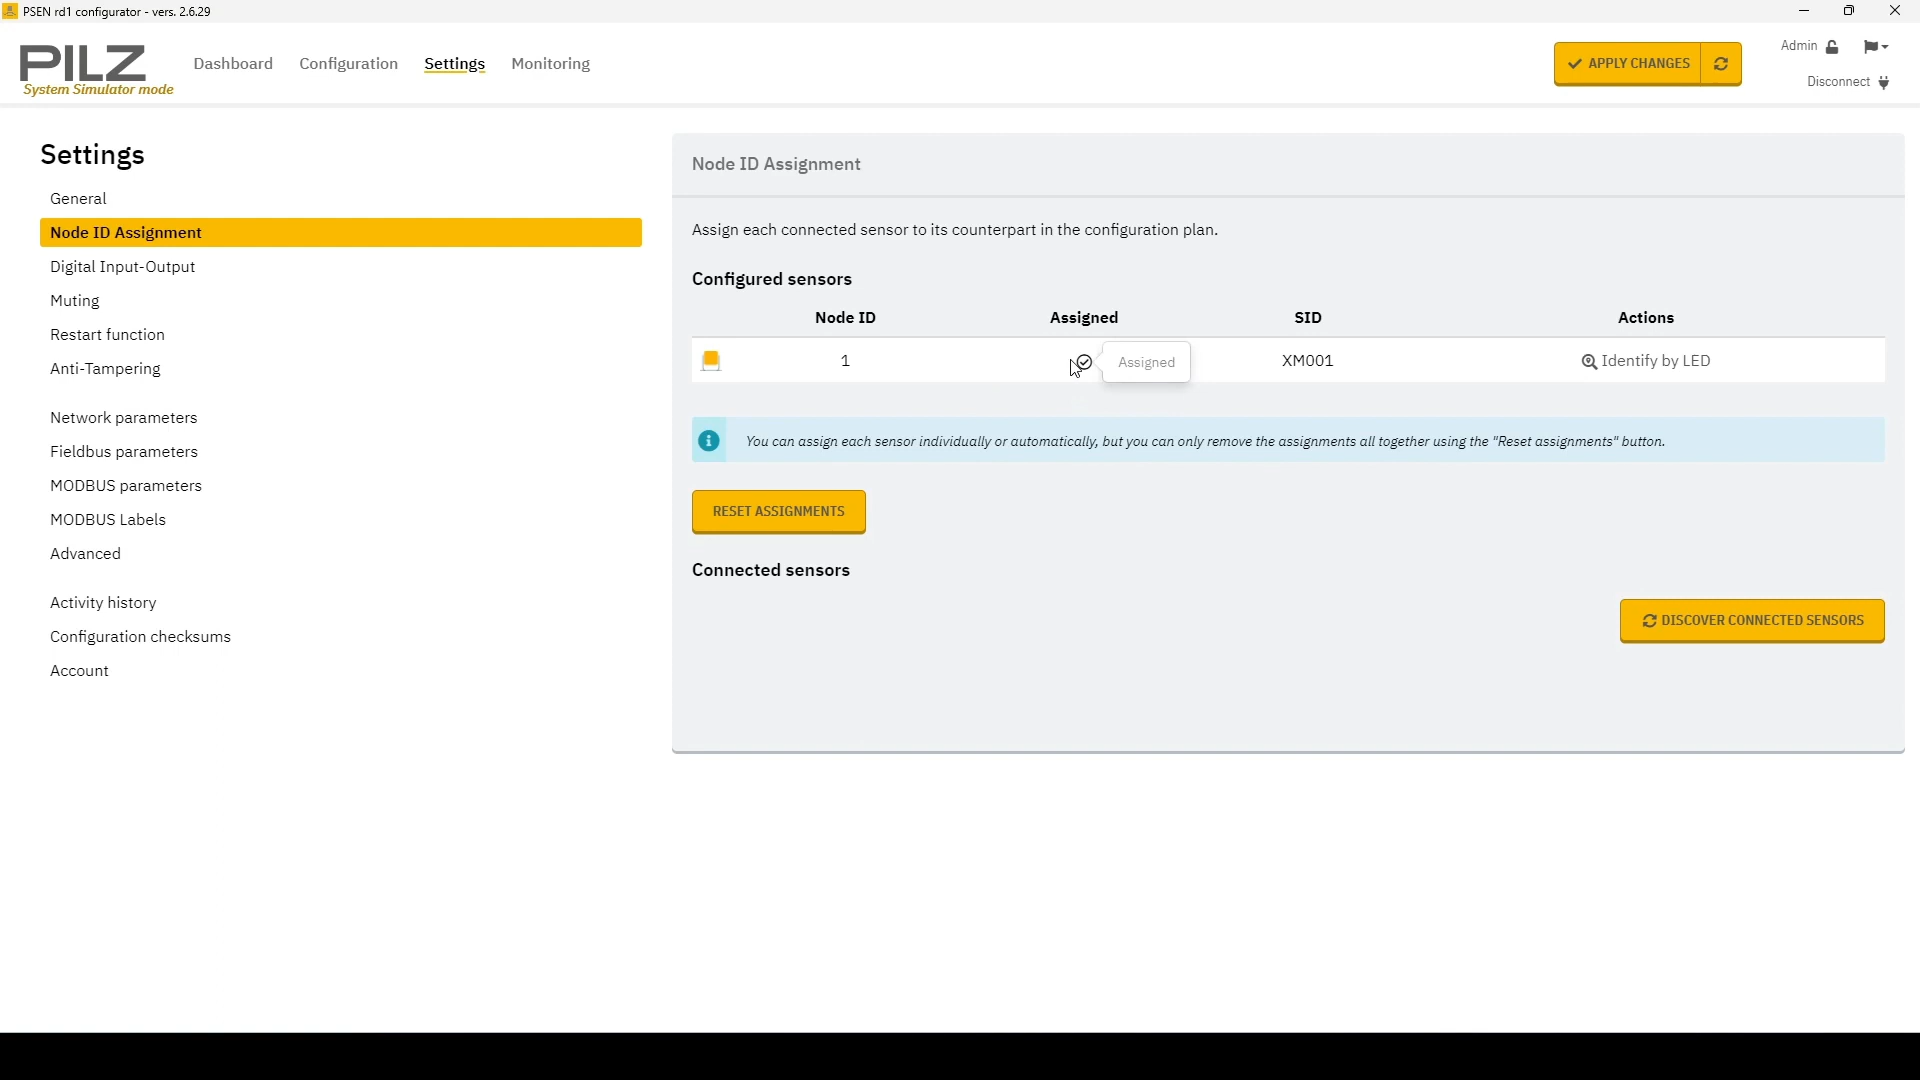 PSEN rd1 configurator - vers. 2.6.29
PILZ
System Simulator mode
Dashboard
Configuration
Settings
Monitoring
APPLY CHANGES
Admin
Disconnect
Settings
General
Node ID Assignment
Digital Input-Output
Muting
Restart function
Anti-Tampering
Network parameters
Fieldbus parameters
MODBUS parameters
MODBUS Labels
Advanced
Activity history
Configuration checksums
Account
Node ID Assignment
Assign each connected sensor to its counterpart in the configuration plan.
Configured sensors
Node ID Assigned SID Actions
1 Assigned XM001 Identify by LED
You can assign each sensor individually or automatically, but you can only remove the assignments all together using the "Reset assignments" button.
RESET ASSIGNMENTS
Connected sensors
DISCOVER CONNECTED SENSORS